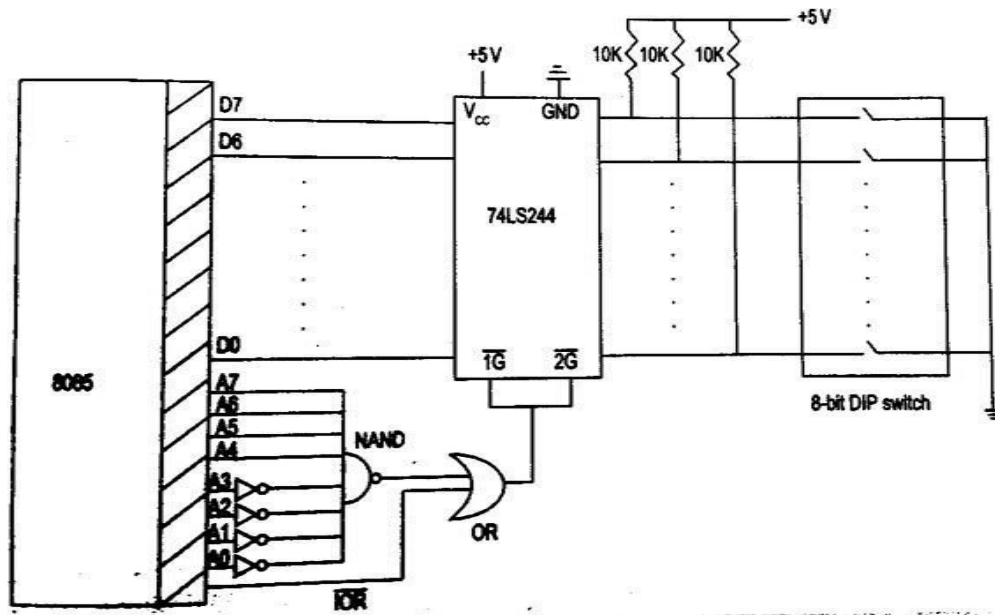 +5V
10K
10K
10K
+5V
D7
D6
V_CC
GND
74LS244
D0
1G
2G
8085
A7
A6
A5
A4
A3
A2
A1
A0
NAND
OR
IOR
8-bit DIP switch